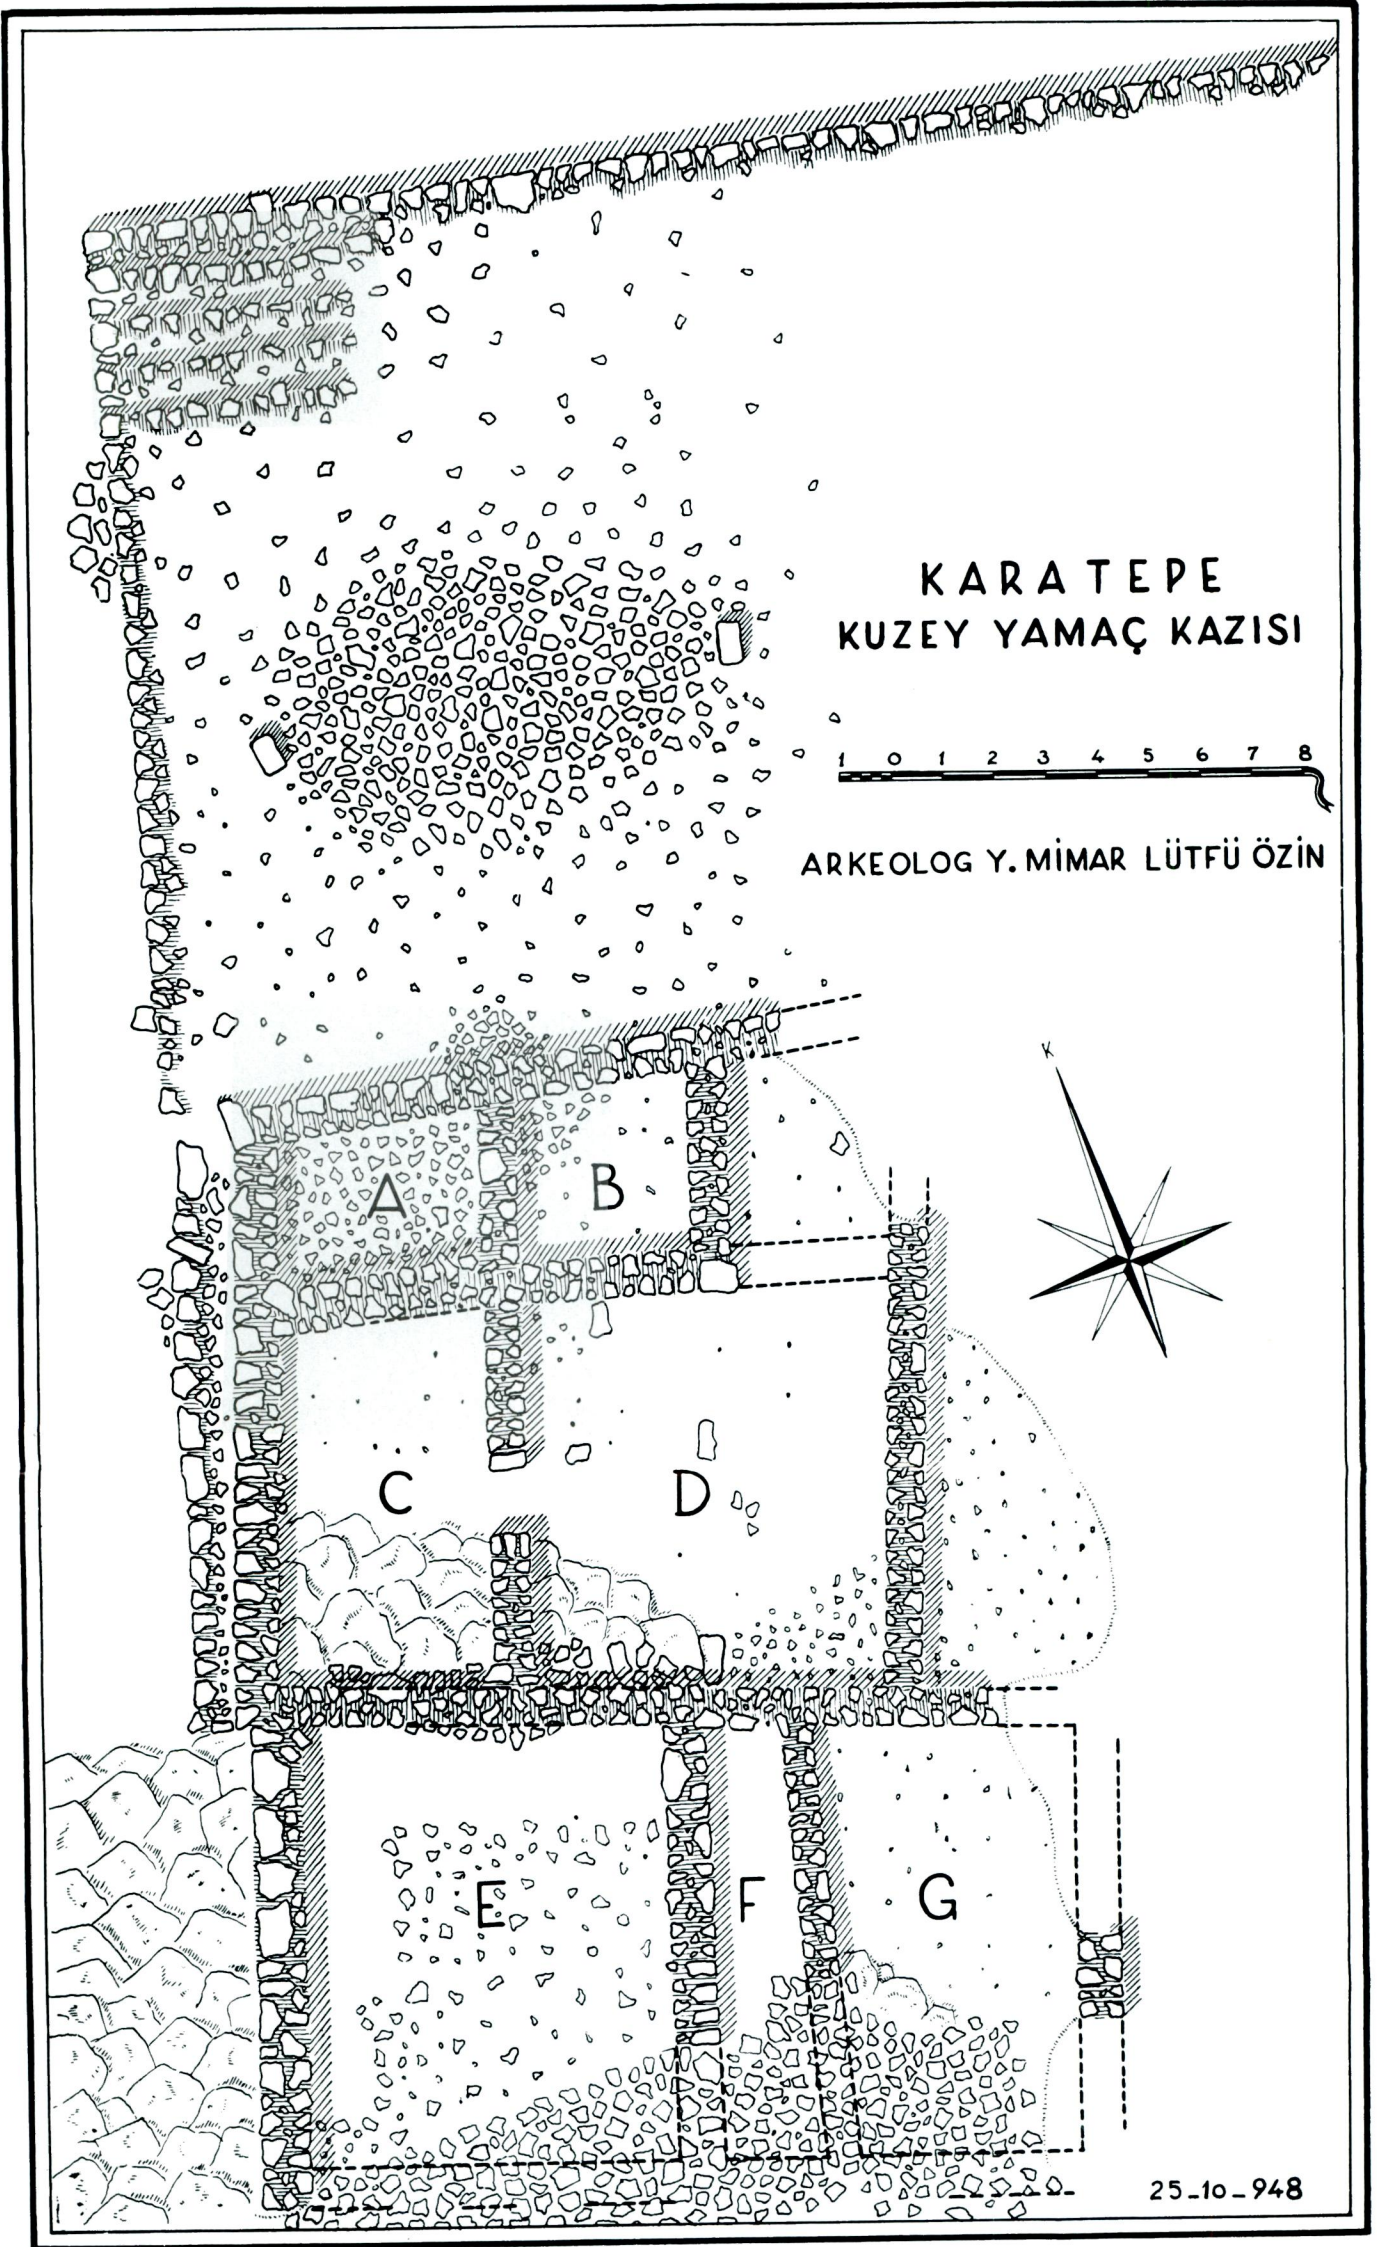 KARATEPE
KUZEY YAMAÇ KAZISI
1 0 1 2 3 4 5 6 7 8
ARKEOLOG Y. MİMAR LÜTFÜ ÖZİN
K
A
B
C
D
E
F
G
25-10-948